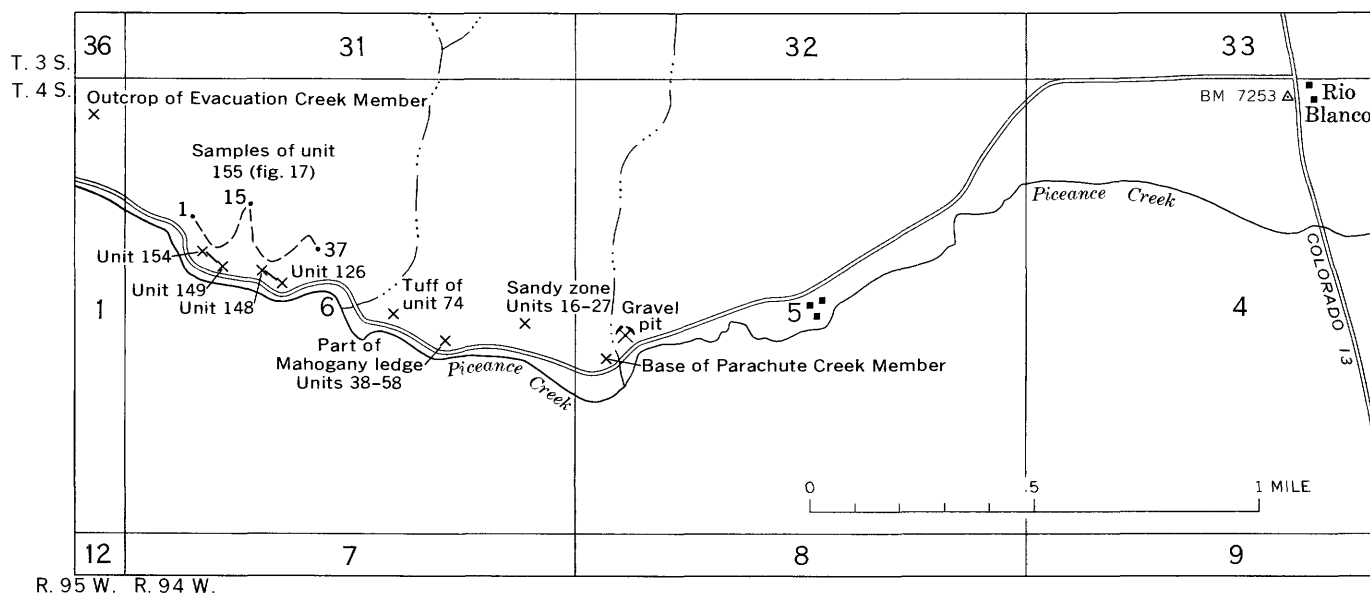 36
31
32
33
T. 3 S.
T. 4 S.
Outcrop of Evacuation Creek Member
BM 7253
Rio
Blanco
Samples of unit
155 (fig. 17)
1
15
37
Piceance Creek
Unit 154
Unit 149
Unit 148
Unit 126
COLORADO 13
1
6
Tuff of
unit 74
Sandy zone
Units 16-27
Gravel
pit
5
4
Part of
Mahogany ledge
Units 38-58
Piceance Creek
Base of Parachute Creek Member
0 .5 1 MILE
12
7
8
9
R. 95 W. R. 94 W.